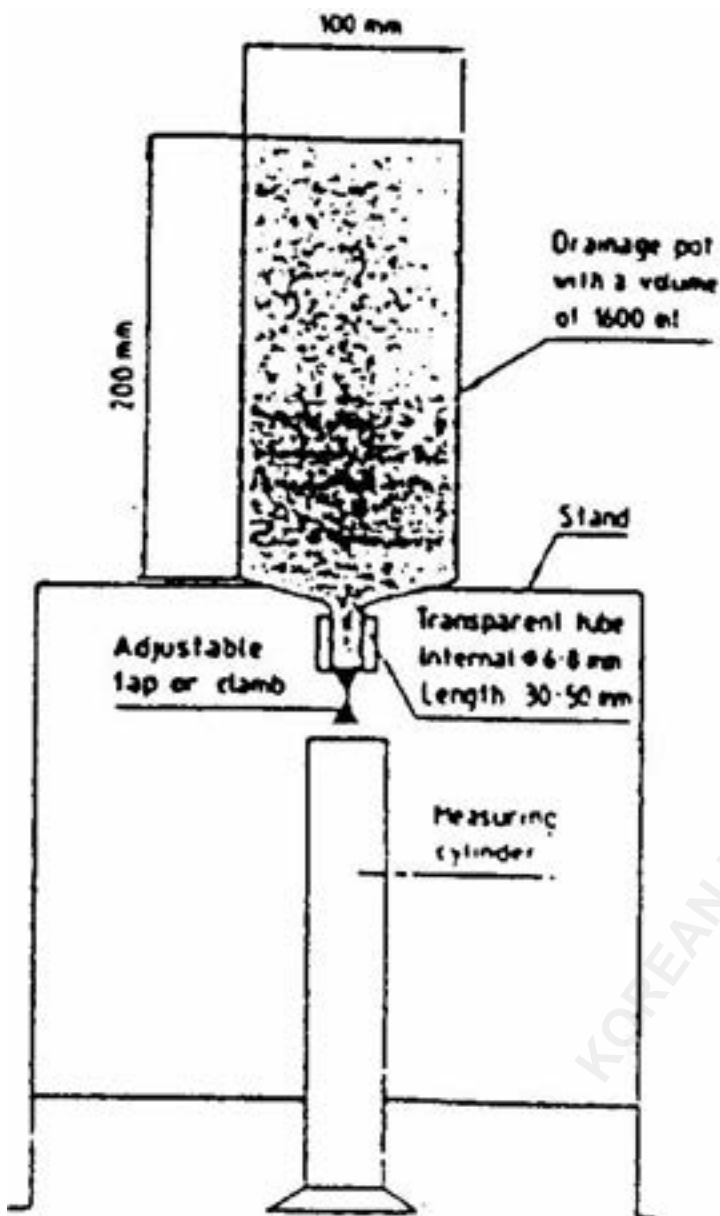 100 mm
Drainage pot
with a volume
of 1600 ml
200 mm
Stand
Transparent tube
Internal ⌀ 6-8 mm
Length 30-50 mm
Adjustable
tap or clamb
Measuring
cylinder
KOREAN